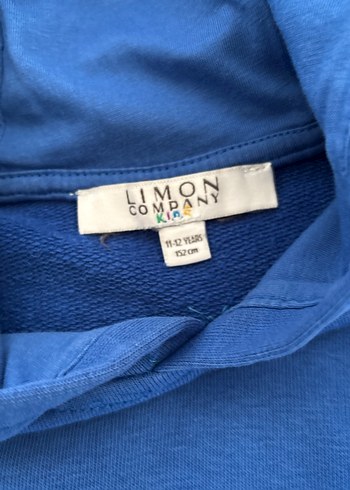 LIMON
COMPANY
KIDS
11-12 YEARS
152 cm